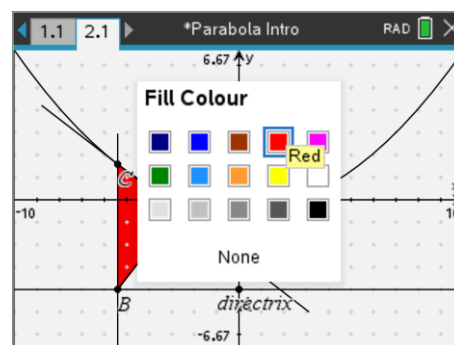 1.1 2.1 *Parabola Intro RAD
6.67 y
Fill Colour
Red
C
-10
None
B directrix
-6.67